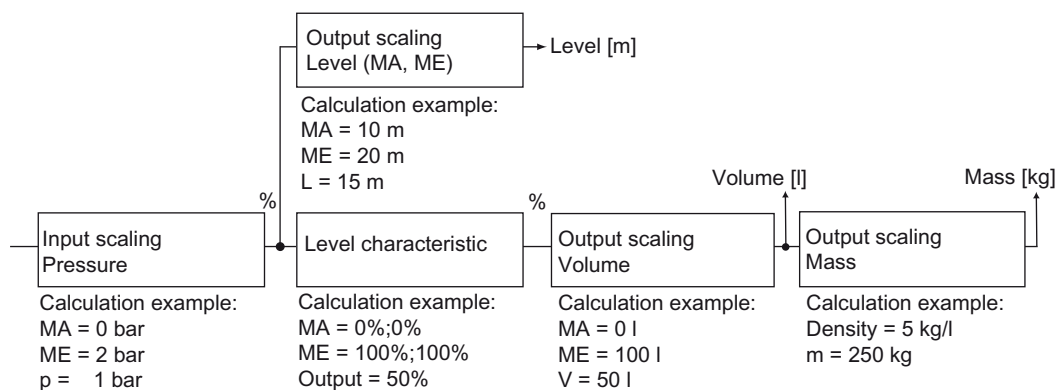 Output scaling
Level (MA, ME)
Level [m]
Calculation example:
MA = 10 m
ME = 20 m
L = 15 m
%
Input scaling
Pressure
Calculation example:
MA = 0 bar
ME = 2 bar
p = 1 bar
Level characteristic
Calculation example:
MA = 0%;0%
ME = 100%;100%
Output = 50%
%
Output scaling
Volume
Volume [l]
Calculation example:
MA = 0 l
ME = 100 l
V = 50 l
Output scaling
Mass
Mass [kg]
Calculation example:
Density = 5 kg/l
m = 250 kg